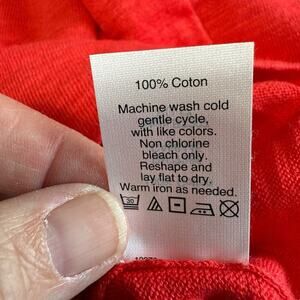 100% Coton
Machine wash cold
gentle cycle,
with like colors.
Non chlorine
bleach only.
Reshape and
lay flat to dry.
Warm iron as needed.
30